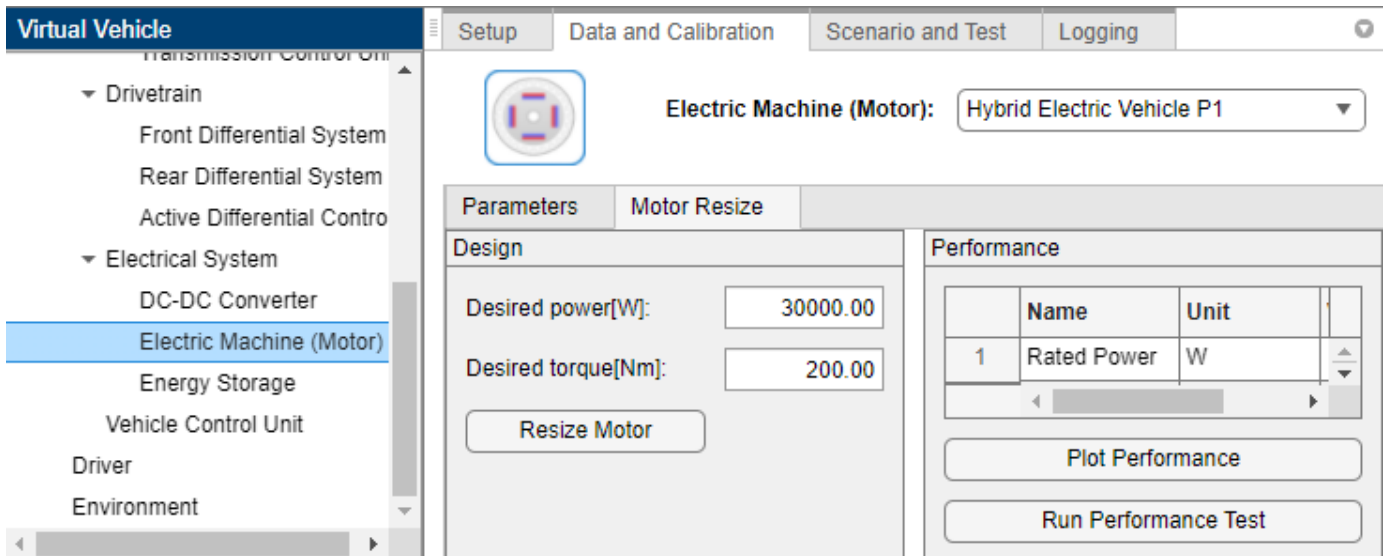 Virtual Vehicle
Transmission Control Uni
Drivetrain
Front Differential System
Rear Differential System
Active Differential Contro
Electrical System
DC-DC Converter
Electric Machine (Motor)
Energy Storage
Vehicle Control Unit
Driver
Environment
Setup Data and Calibration Scenario and Test Logging
Electric Machine (Motor): Hybrid Electric Vehicle P1
Parameters Motor Resize
Design
Desired power[W]: 30000.00
Desired torque[Nm]: 200.00
Resize Motor
Performance
Name Unit
1 Rated Power W
Plot Performance
Run Performance Test